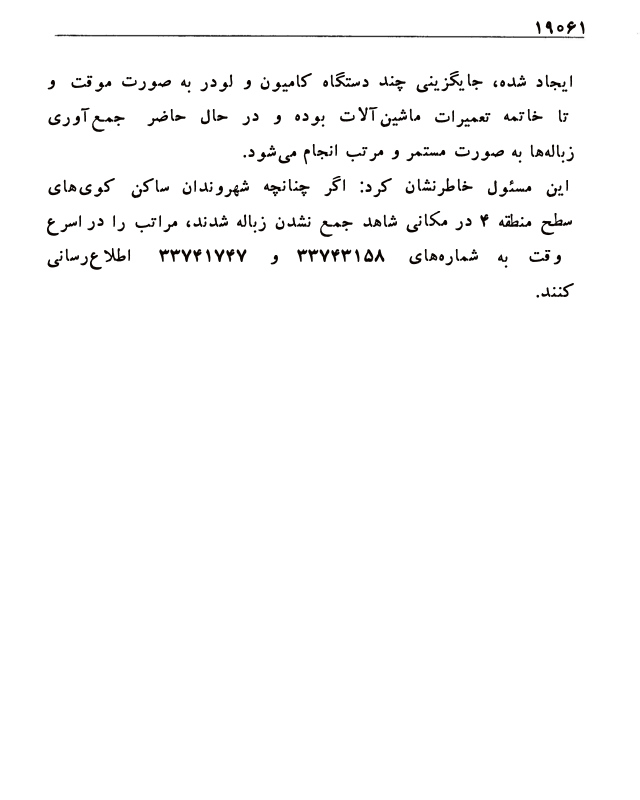 ۱۹۰۶۱
ایجاد شده، جایگزینی چند دستگاه کامیون و لودر به صورت موقت و
تا خاتمه تعمیرات ماشین‌آلات بوده و در حال حاضر جمع‌آوری
زباله‌ها به صورت مستمر و مرتب انجام می‌شود.
این مسئول خاطرنشان کرد: اگر چنانچه شهروندان ساکن کوی‌های
سطح منطقه ۴ در مکانی شاهد جمع نشدن زباله شدند، مراتب را در اسرع
وقت به شماره‌های ۳۳۷۴۳۱۵۸ و ۳۳۷۴۱۷۴۷ اطلاع‌رسانی
کنند.